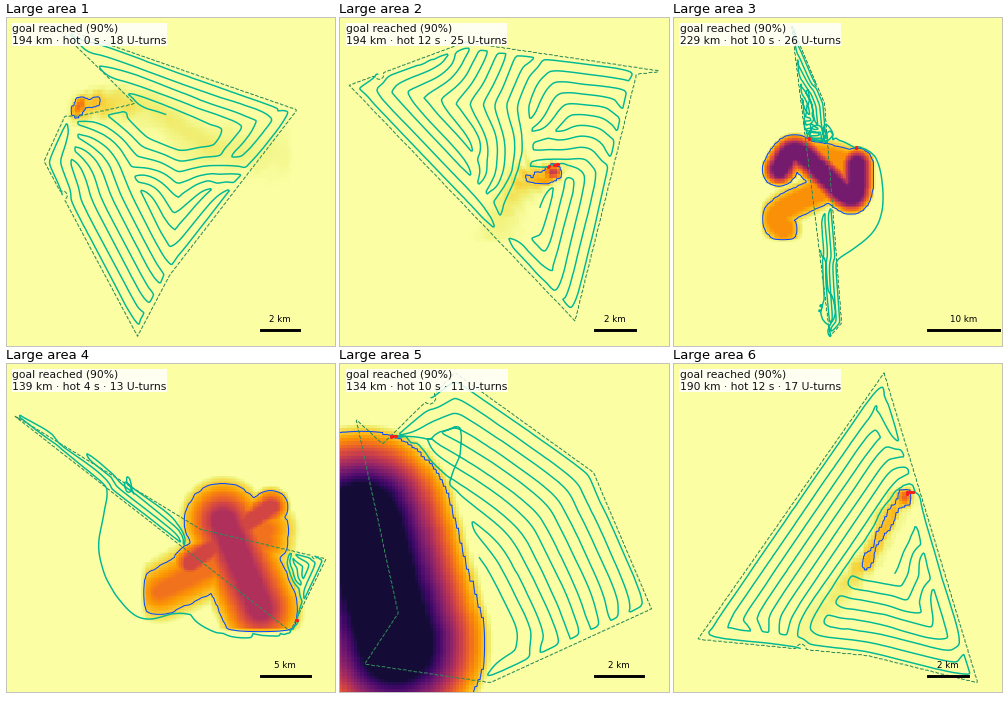 Large area 1
goal reached (90%)
194 km · hot 0 s · 18 U-turns
2 km
Large area 2
goal reached (90%)
194 km · hot 12 s · 25 U-turns
2 km
Large area 3
goal reached (90%)
229 km · hot 10 s · 26 U-turns
10 km
Large area 4
goal reached (90%)
139 km · hot 4 s · 13 U-turns
5 km
Large area 5
goal reached (90%)
134 km · hot 10 s · 11 U-turns
2 km
Large area 6
goal reached (90%)
190 km · hot 12 s · 17 U-turns
2 km